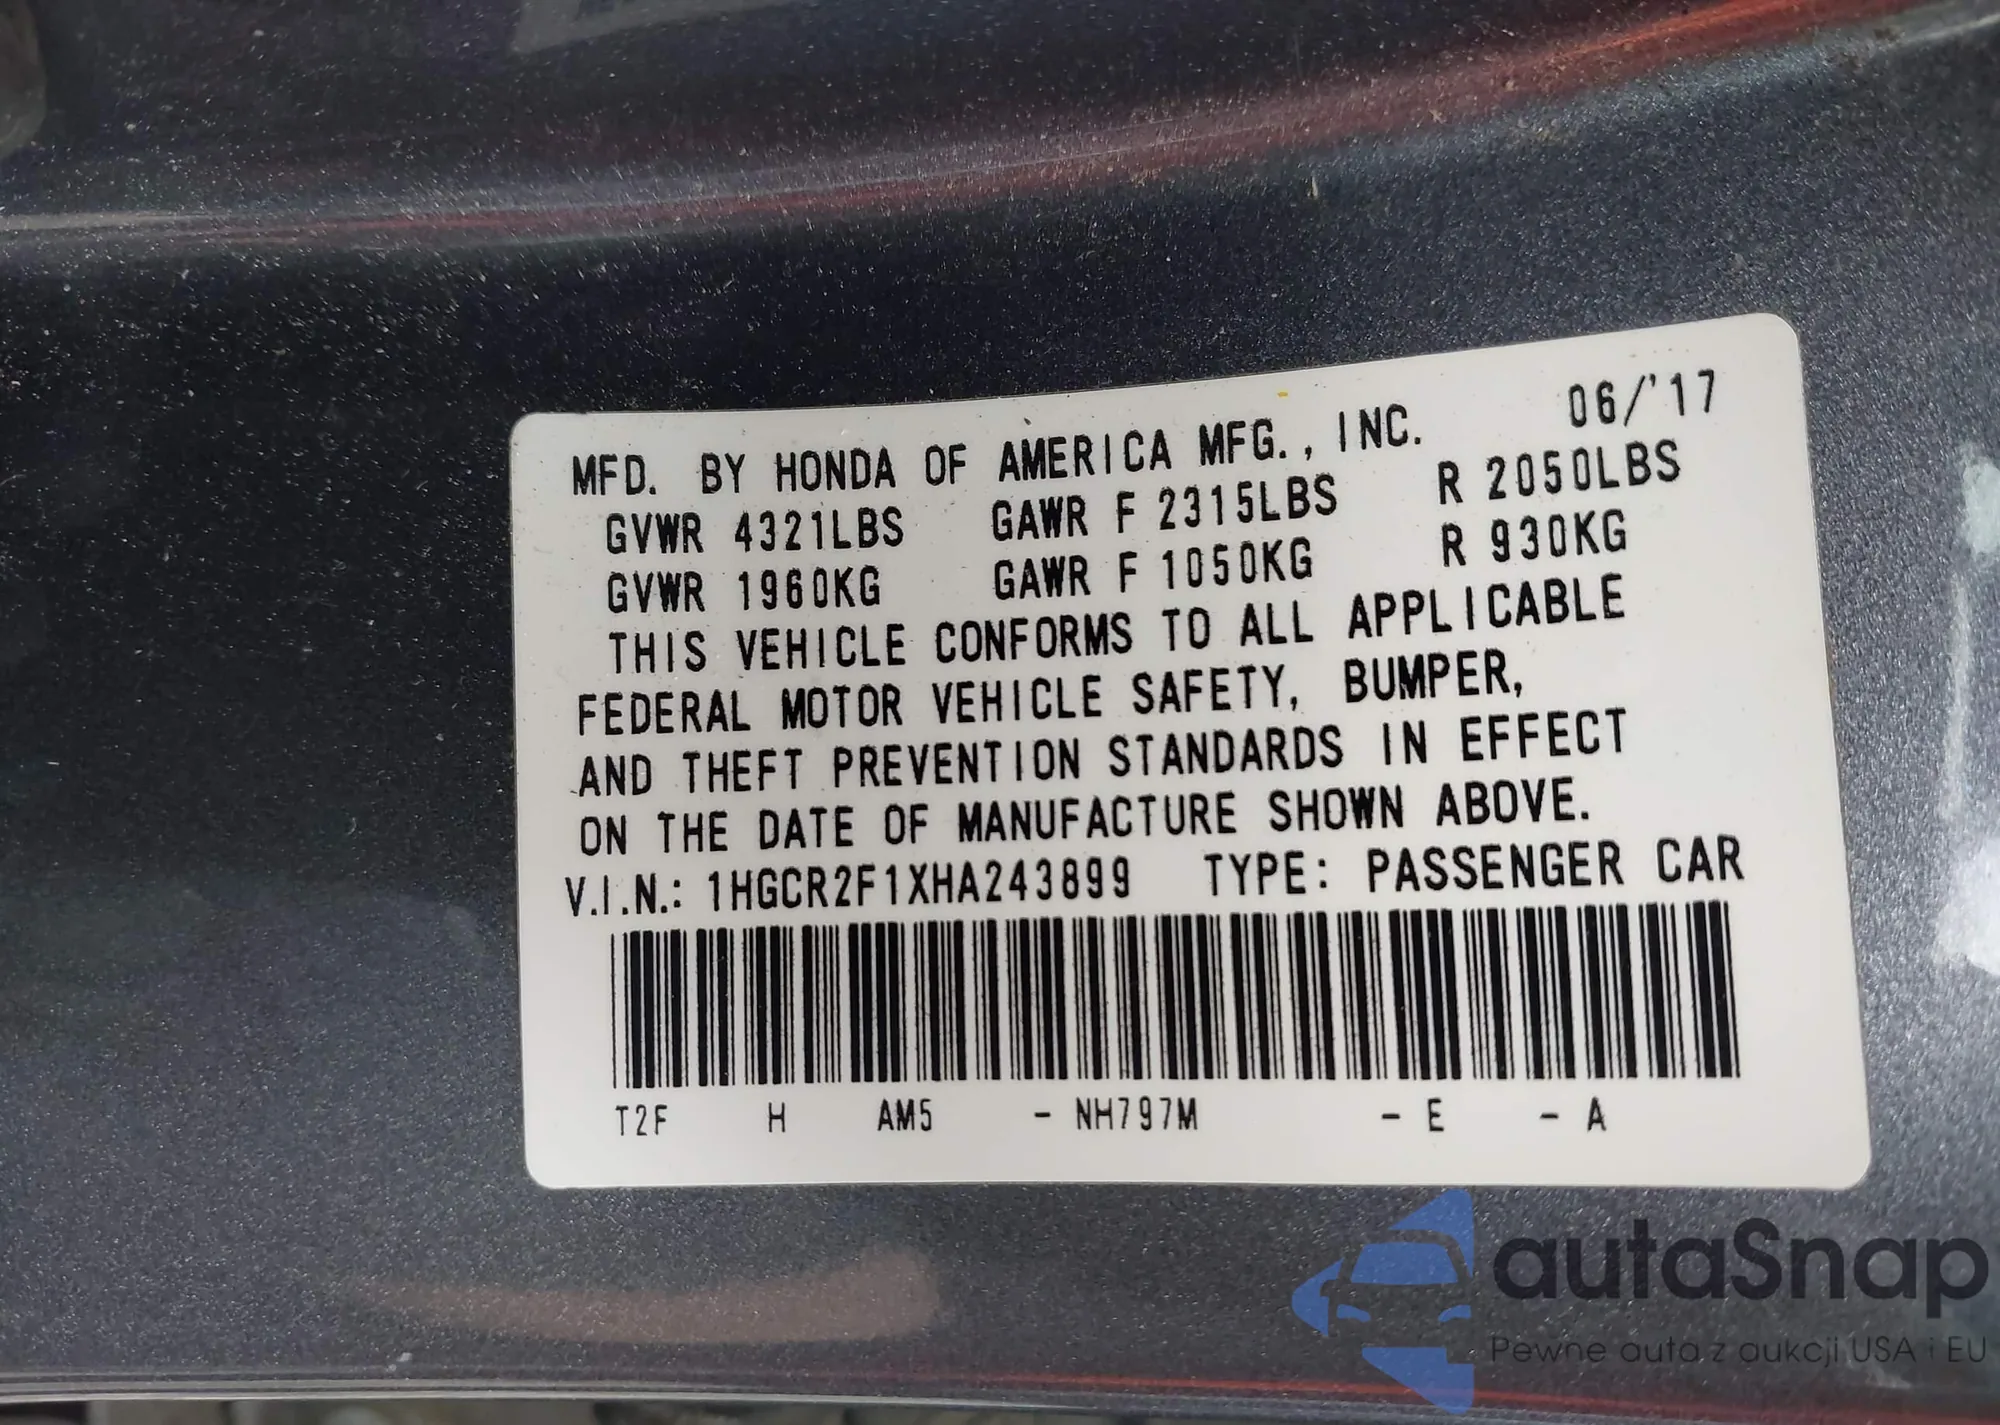 MFD. BY HONDA OF AMERICA MFG., INC. 06/'17
GVWR 4321LBS GAWR F 2315LBS R 2050LBS
GVWR 1960KG GAWR F 1050KG R 930KG
THIS VEHICLE CONFORMS TO ALL APPLICABLE
FEDERAL MOTOR VEHICLE SAFETY, BUMPER,
AND THEFT PREVENTION STANDARDS IN EFFECT
ON THE DATE OF MANUFACTURE SHOWN ABOVE.
V.I.N.: 1HGCR2F1XHA243899 TYPE: PASSENGER CAR
T2F H AM5 - NH797M - E - A
autaSnap
Pewne auta z aukcji USA i EU